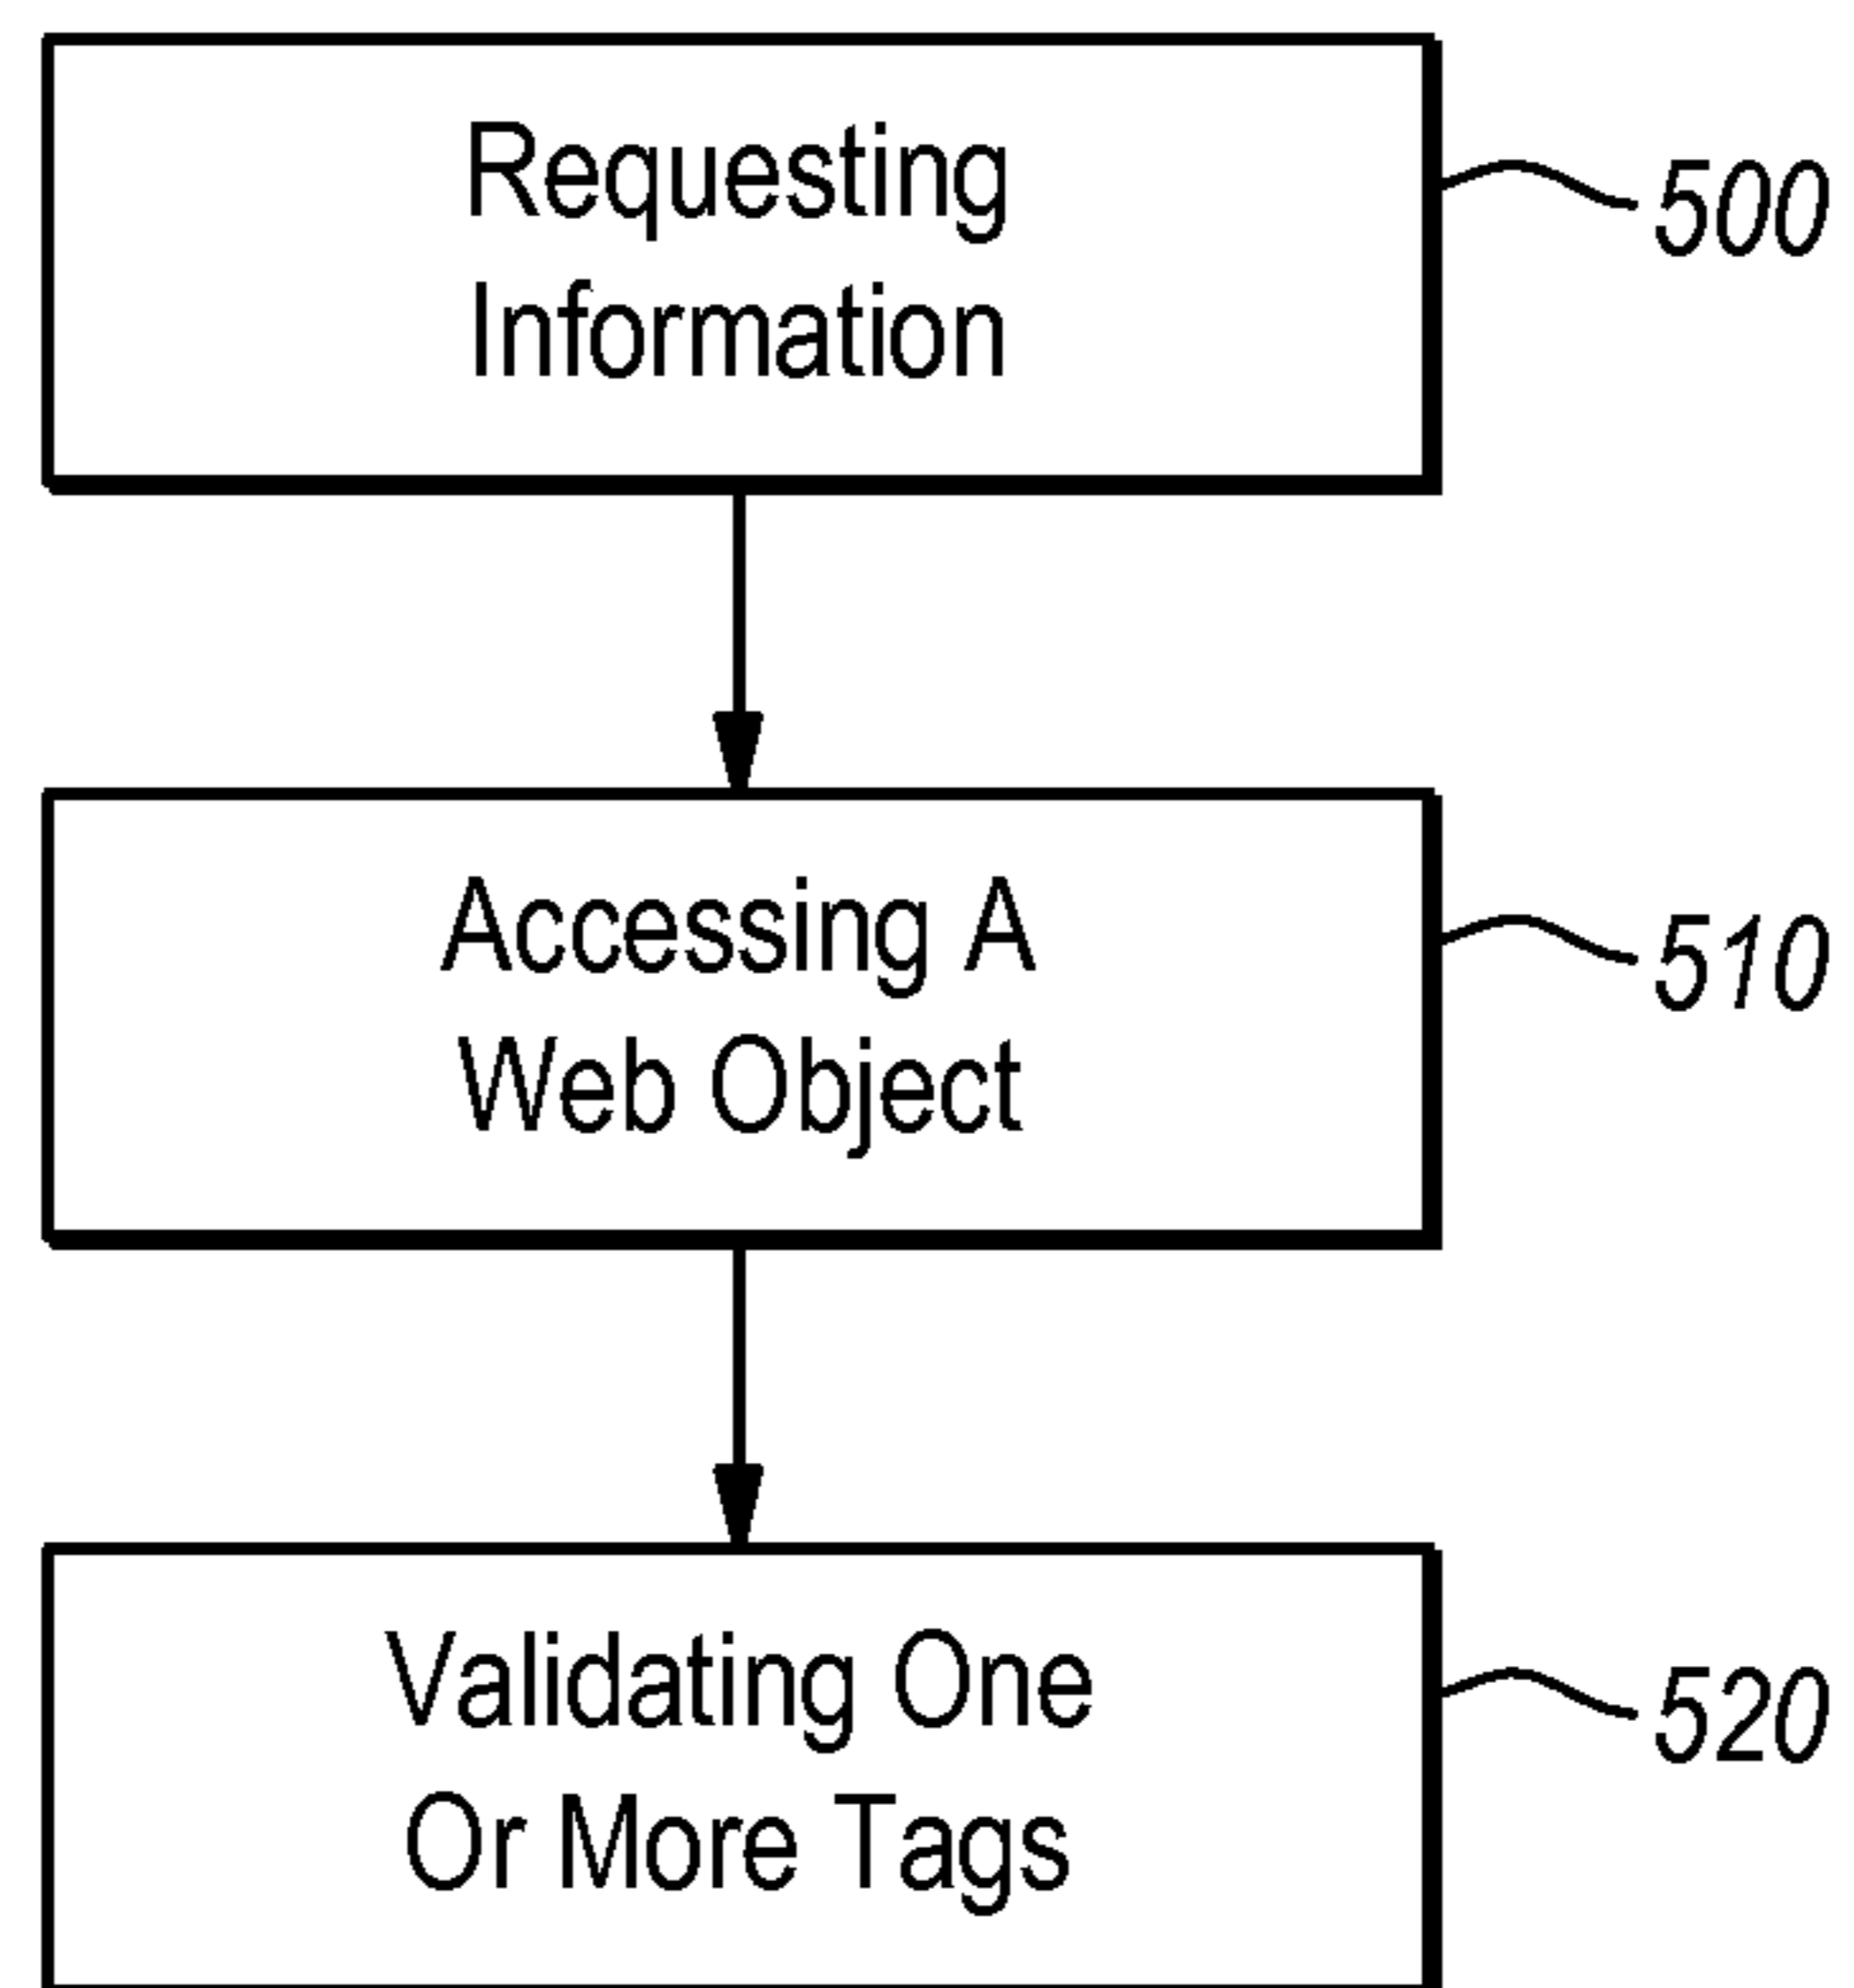 Requesting
Information
500
Accessing A
Web Object
510
Validating One
Or More Tags
520